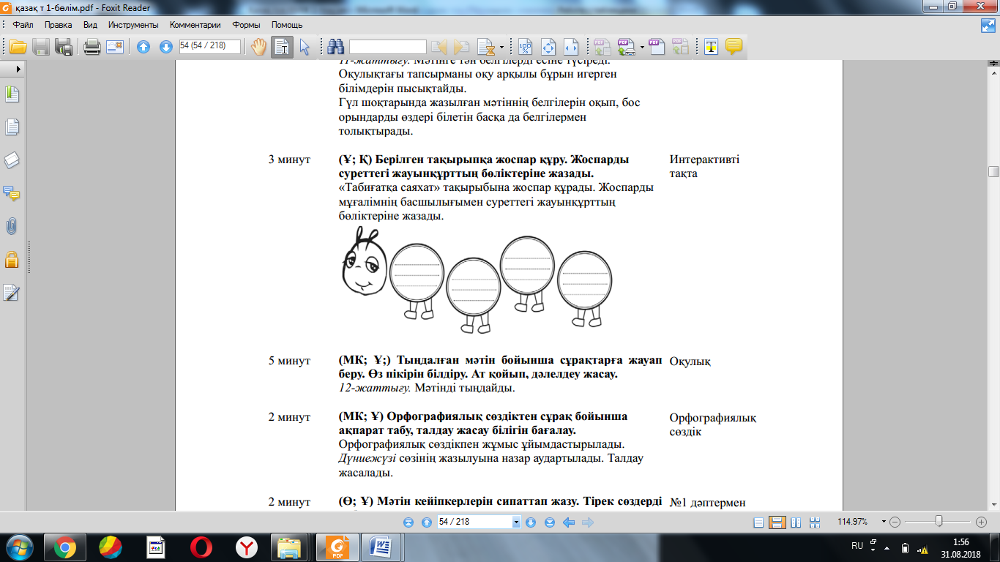 қазақ т 1-бөлім.pdf - Foxit Reader
Файл Правка Вид Инструменты Комментарии Формы Помощь
54 (54 / 218)
11-жаттығу. Мәтінге тән белгілерді есіне түсіреді.
Оқулықтағы тапсырманы оқу арқылы бұрын игерген
білімдерін пысықтайды.
Гүл шоқтарында жазылған мәтіннің белгілерін оқып, бос
орындарды өздері білетін басқа да белгілермен
толықтырады.
3 минут
(Ұ; Қ) Берілген тақырыпқа жоспар құру. Жоспарды
суреттегі жауынқұрттың бөліктеріне жазады.
«Табиғатқа саяхат» тақырыбына жоспар құрады. Жоспарды
мұғалімнің басшылығымен суреттегі жауынқұрттың
бөліктеріне жазады.
Интерактивті
тақта
5 минут
(МК; Ұ;) Тыңдалған мәтін бойынша сұрақтарға жауап
беру. Өз пікірін білдіру. Ат қойып, дәлелдеу жасау.
12-жаттығу. Мәтінді тыңдайды.
Оқулық
2 минут
(МК; Ұ) Орфографиялық сөздіктен сұрақ бойынша
ақпарат табу, талдау жасау білігін бағалау.
Орфографиялық сөздікпен жұмыс ұйымдастырылады.
Дүниежүзі сөзінің жазылуына назар аудартылады. Талдау
жасалады.
Орфографиялық
сөздік
2 минут
(Ө; Ұ) Мәтін кейіпкерлерін сипаттап жазу. Тірек сөздерді
№1 дәптермен
54 / 218
114.97%
RU
1:56
31.08.2018